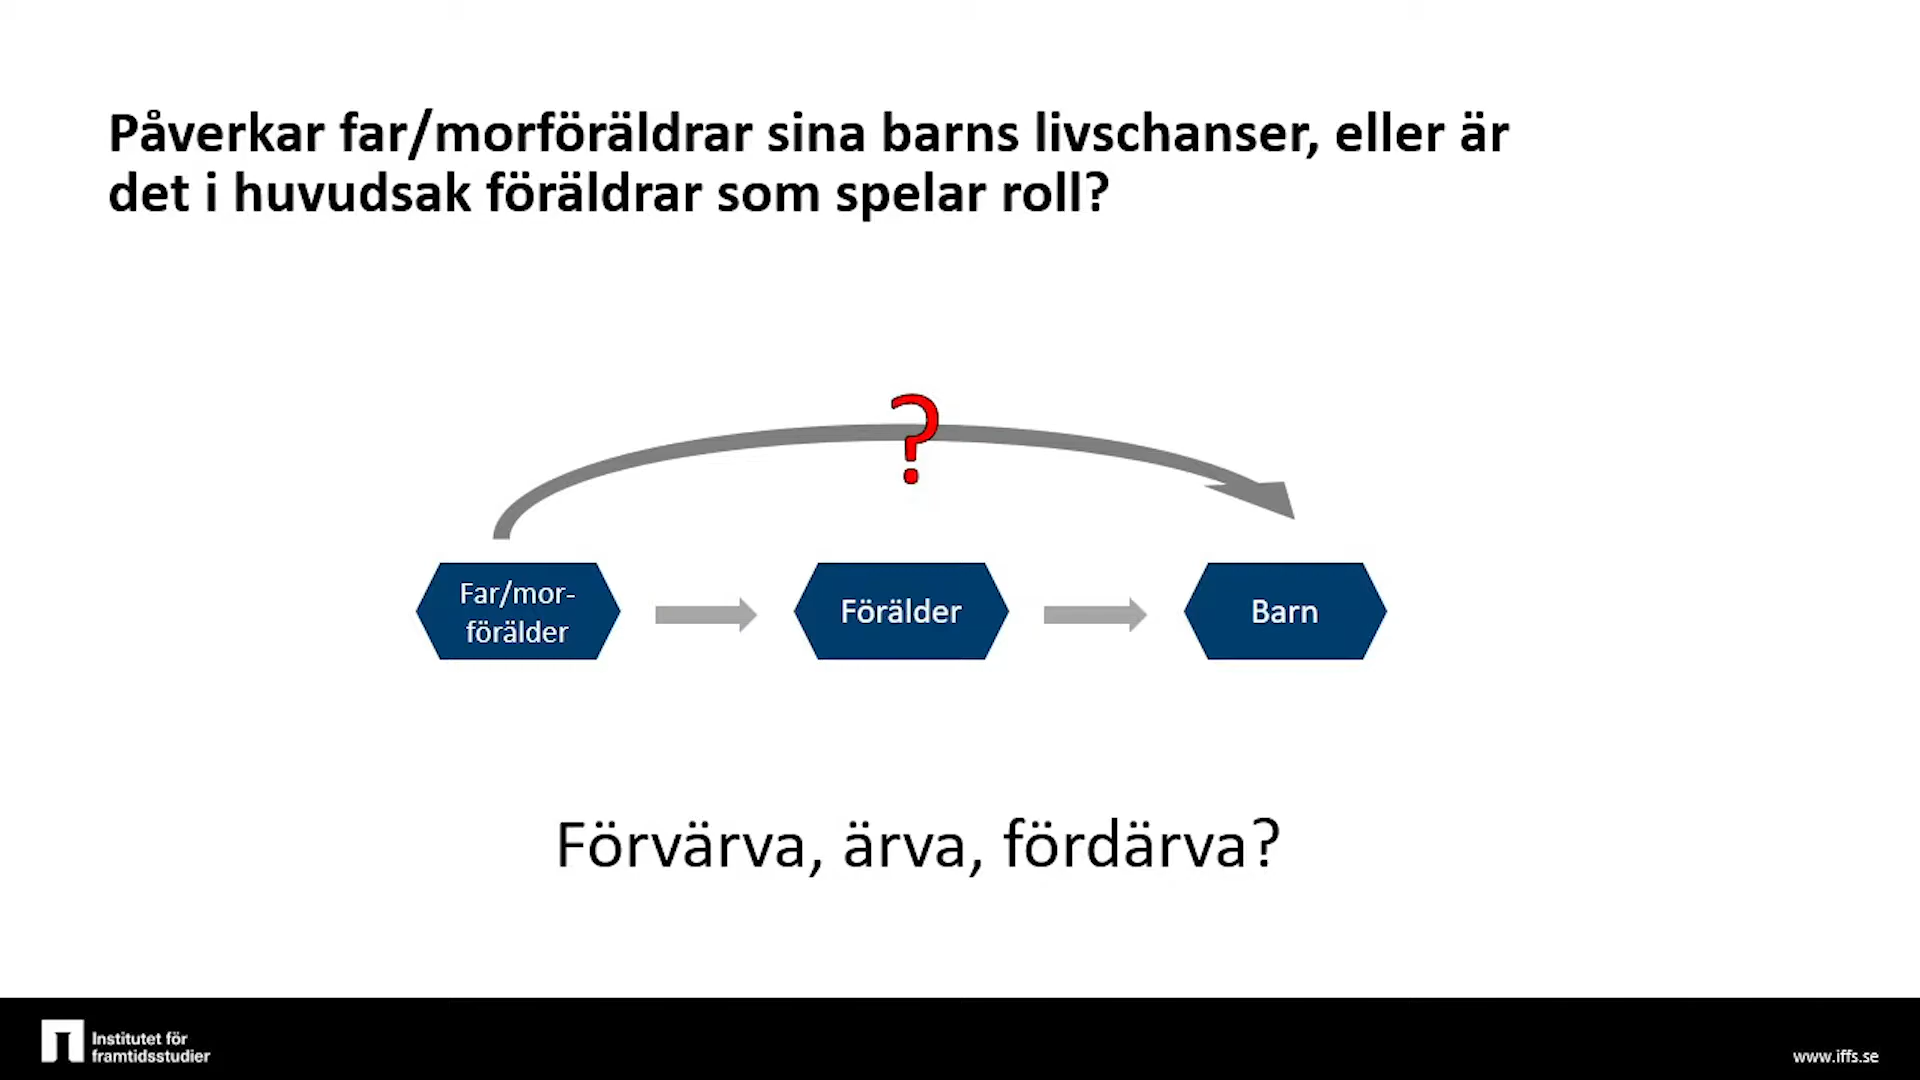 Påverkar far/morföräldrar sina barns livschanser, eller är
det i huvudsak föräldrar som spelar roll?
?
Far/mor-
förälder
Förälder
Barn
Förvärva, ärva, fördärva?
Institutet för
framtidsstudier
www.iffs.se